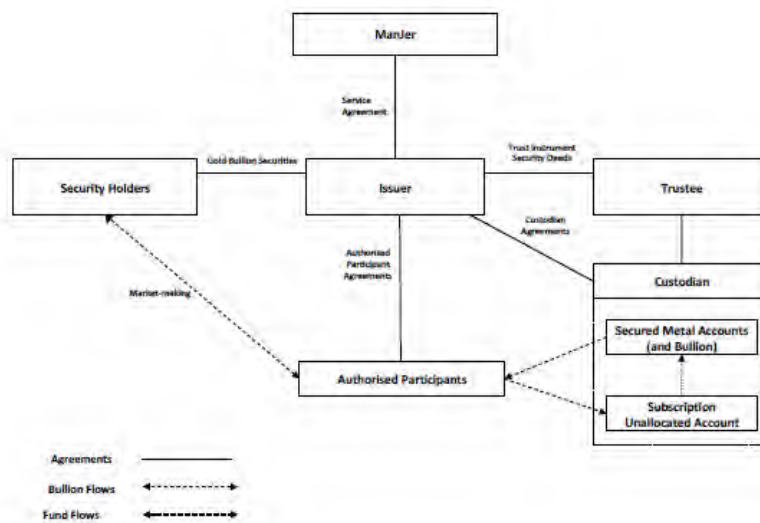 ManJer
Service
Agreement
Gold Bullion Securities
Trust Instrument
Security Deeds
Security Holders
Issuer
Trustee
Custodian
Agreements
Authorised
Participant
Agreements
Custodian
Market-making
Secured Metal Accounts
(and Bullion)
Authorised Participants
Subscription
Unallocated Account
Agreements
Bullion Flows
Fund Flows